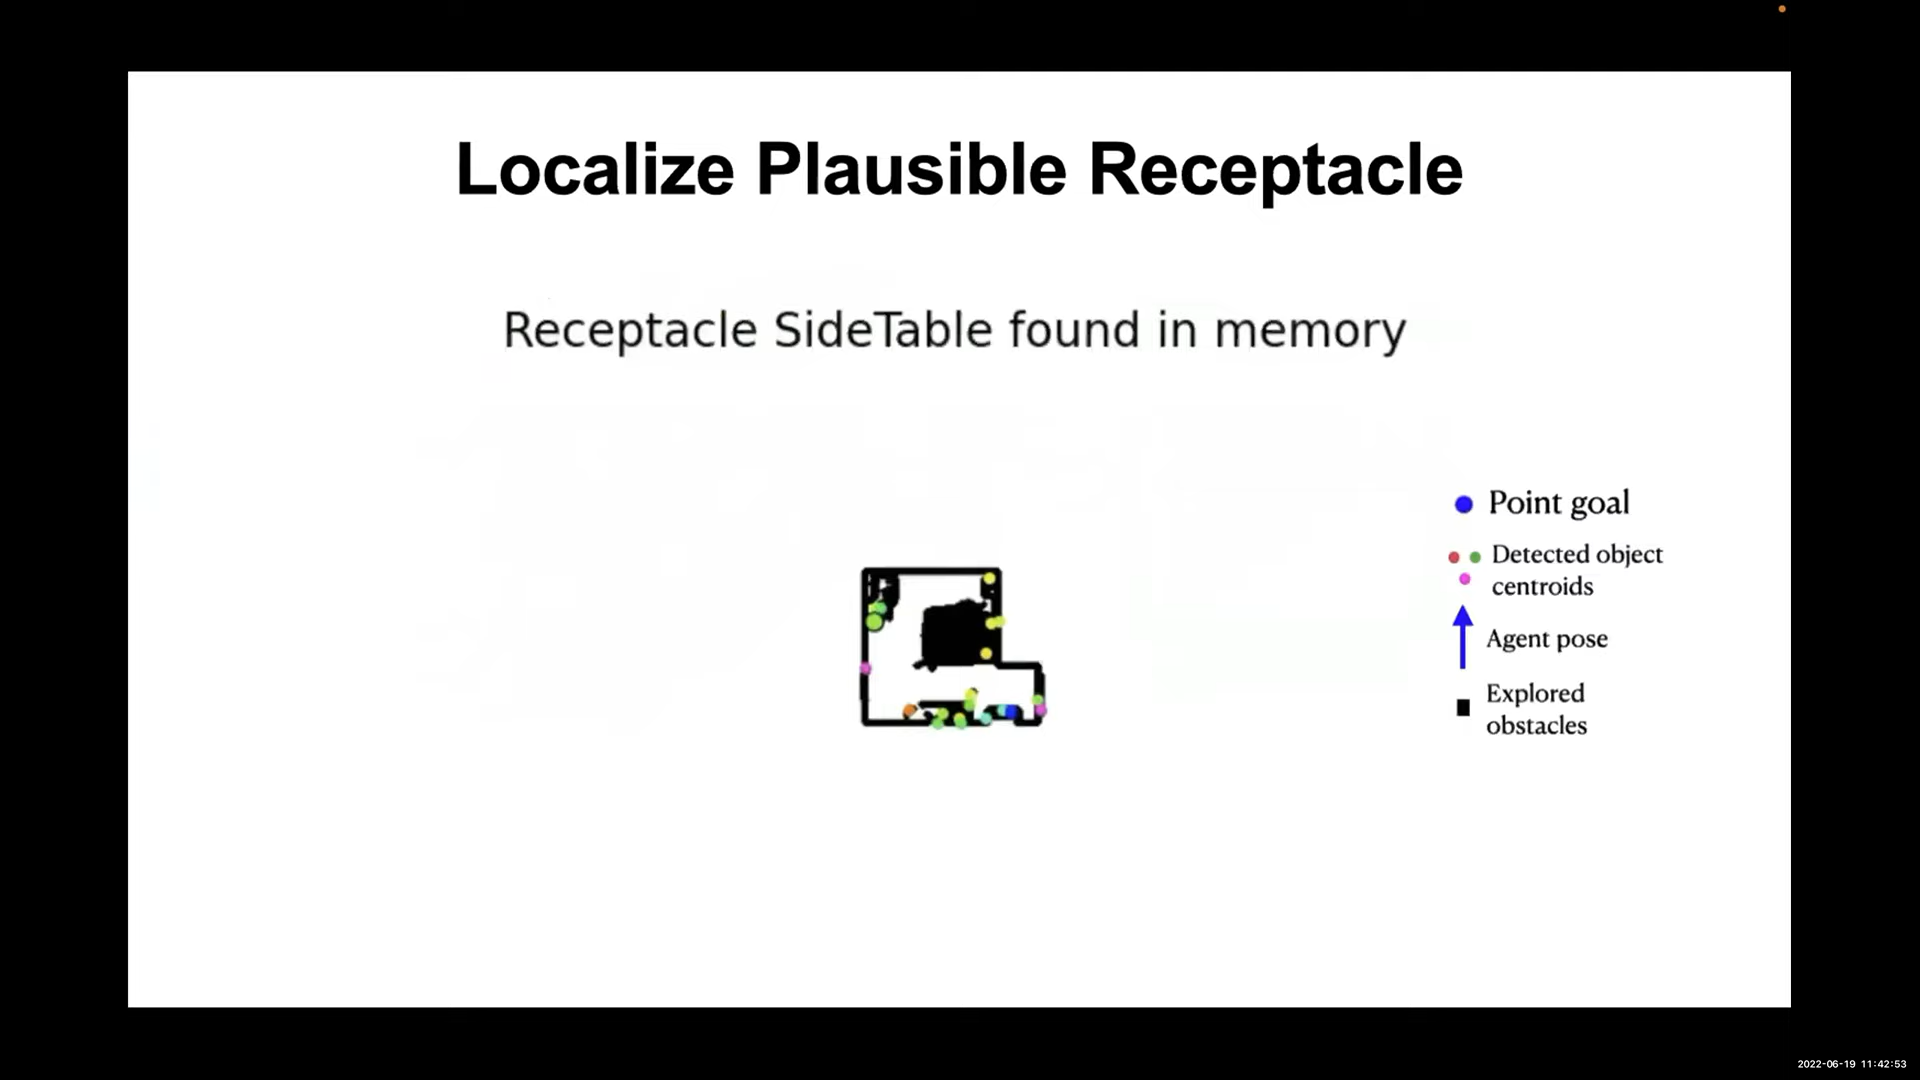 Localize Plausible Receptacle
Receptacle SideTable found in memory
Point goal
Detected object
centroids
Agent pose
Explored
obstacles
2022-06-19 11:42:53